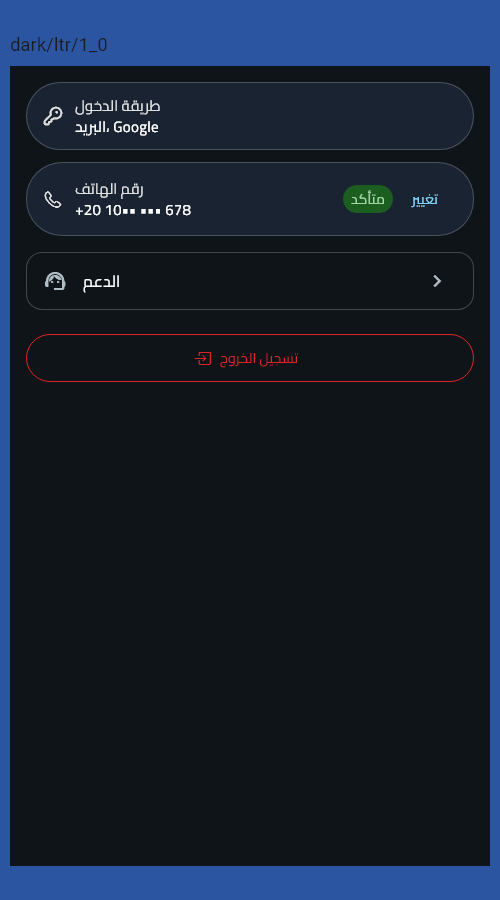 dark/ltr/1_0
طريقة الدخول
البريد، Google
رقم الهاتف
+20 10•• ••• 678
متأكد
تغيير
الدعم
تسجيل الخروج